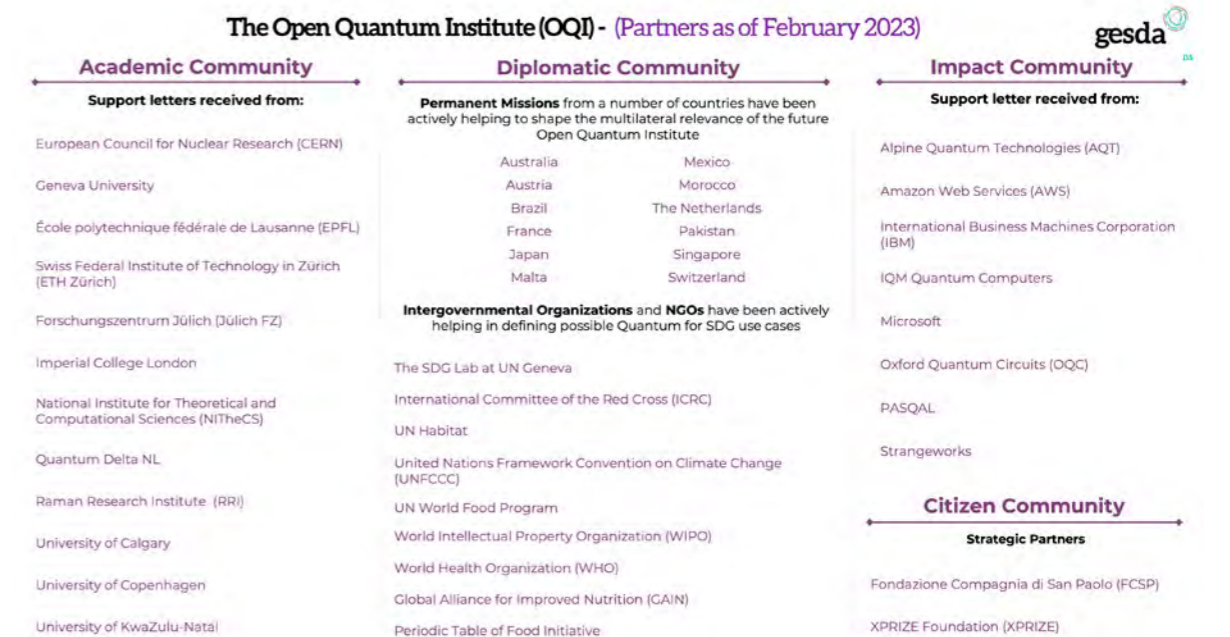 The Open Quantum Institute (OQI) - (Partners as of February 2023)
gesda
Academic Community
Support letters received from:
European Council for Nuclear Research (CERN)
Geneva University
École polytechnique fédérale de Lausanne (EPFL)
Swiss Federal Institute of Technology in Zürich
(ETH Zürich)
Forschungszentrum Jülich (Jülich FZ)
Imperial College London
National Institute for Theoretical and
Computational Sciences (NITheCS)
Quantum Delta NL
Raman Research Institute (RRI)
University of Calgary
University of Copenhagen
University of KwaZulu-Natal
Diplomatic Community
Permanent Missions from a number of countries have been
actively helping to shape the multilateral relevance of the future
Open Quantum Institute
Australia
Austria
Brazil
France
Japan
Malta
Mexico
Morocco
The Netherlands
Pakistan
Singapore
Switzerland
Intergovernmental Organizations and NGOs have been actively
helping in defining possible Quantum for SDG use cases
The SDG Lab at UN Geneva
International Committee of the Red Cross (ICRC)
UN Habitat
United Nations Framework Convention on Climate Change
(UNFCCC)
UN World Food Program
World Intellectual Property Organization (WIPO)
World Health Organization (WHO)
Global Alliance for Improved Nutrition (GAIN)
Periodic Table of Food Initiative
Impact Community
Support letter received from:
Alpine Quantum Technologies (AQT)
Amazon Web Services (AWS)
International Business Machines Corporation
(IBM)
IQM Quantum Computers
Microsoft
Oxford Quantum Circuits (OQC)
PASQAL
Strangeworks
Citizen Community
Strategic Partners
Fondazione Compagnia di San Paolo (FCSP)
XPRIZE Foundation (XPRIZE)